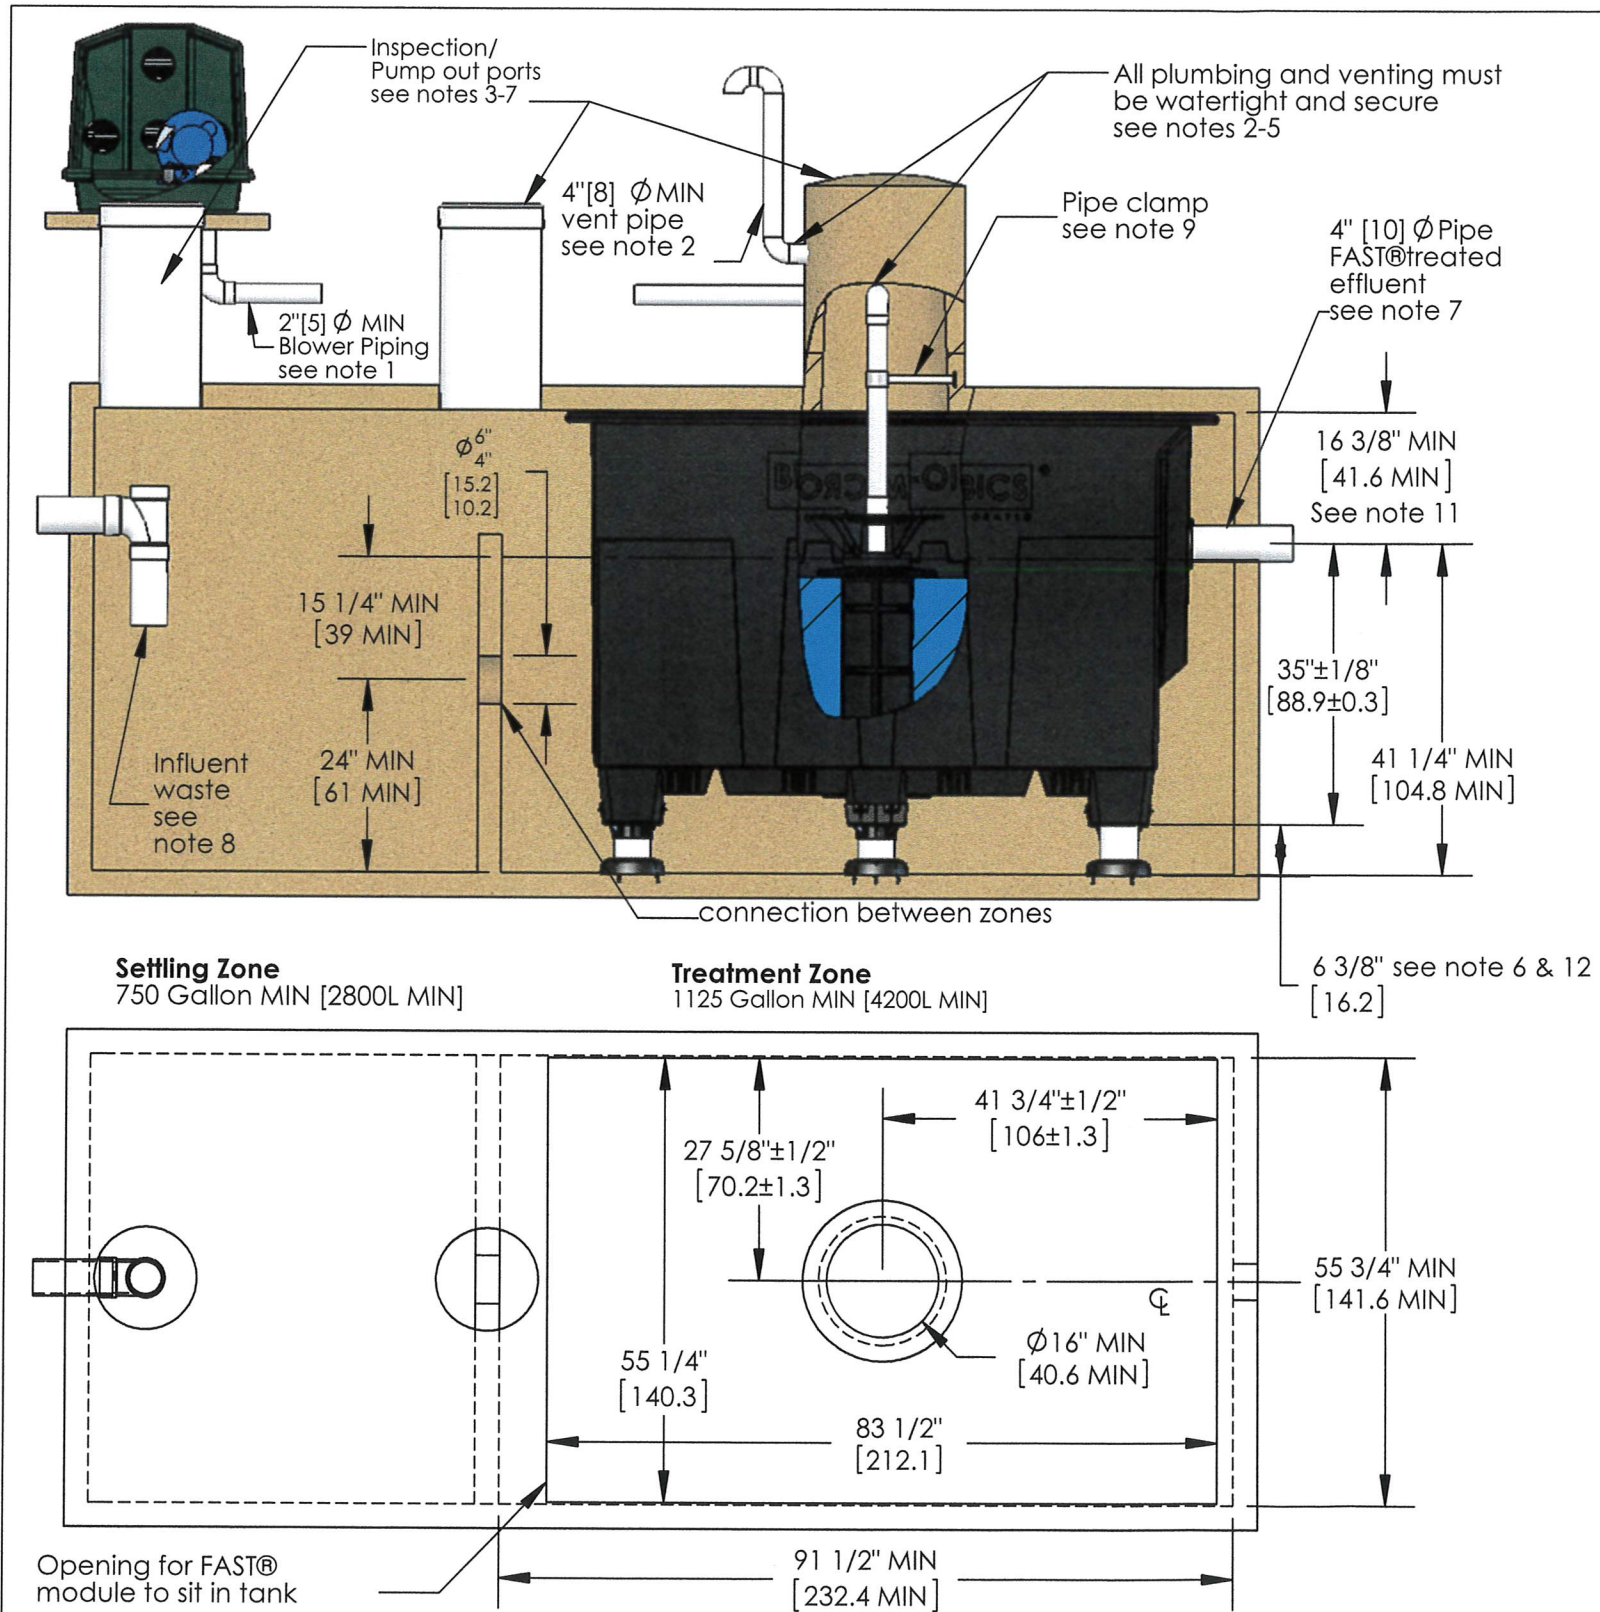 Inspection/
Pump out ports
see notes 3-7
All plumbing and venting must
be watertight and secure
see notes 2-5
4"[8] Ø MIN
vent pipe
see note 2
Pipe clamp
see note 9
4" [10] Ø Pipe
FAST® treated
effluent
see note 7
2"[5] Ø MIN
Blower Piping
see note 1
Ø 6"
4"
[15.2
10.2]
16 3/8" MIN
[41.6 MIN]
See note 11
15 1/4" MIN
[39 MIN]
35"±1/8"
[88.9±0.3]
24" MIN
[61 MIN]
41 1/4" MIN
[104.8 MIN]
Influent
waste
see
note 8
connection between zones
Settling Zone
750 Gallon MIN [2800L MIN]
Treatment Zone
1125 Gallon MIN [4200L MIN]
6 3/8" see note 6 & 12
[16.2]
41 3/4"±1/2"
[106±1.3]
27 5/8"±1/2"
[70.2±1.3]
55 3/4" MIN
[141.6 MIN]
℄
Ø16" MIN
[40.6 MIN]
55 1/4"
[140.3]
83 1/2"
[212.1]
Opening for FAST®
module to sit in tank
91 1/2" MIN
[232.4 MIN]